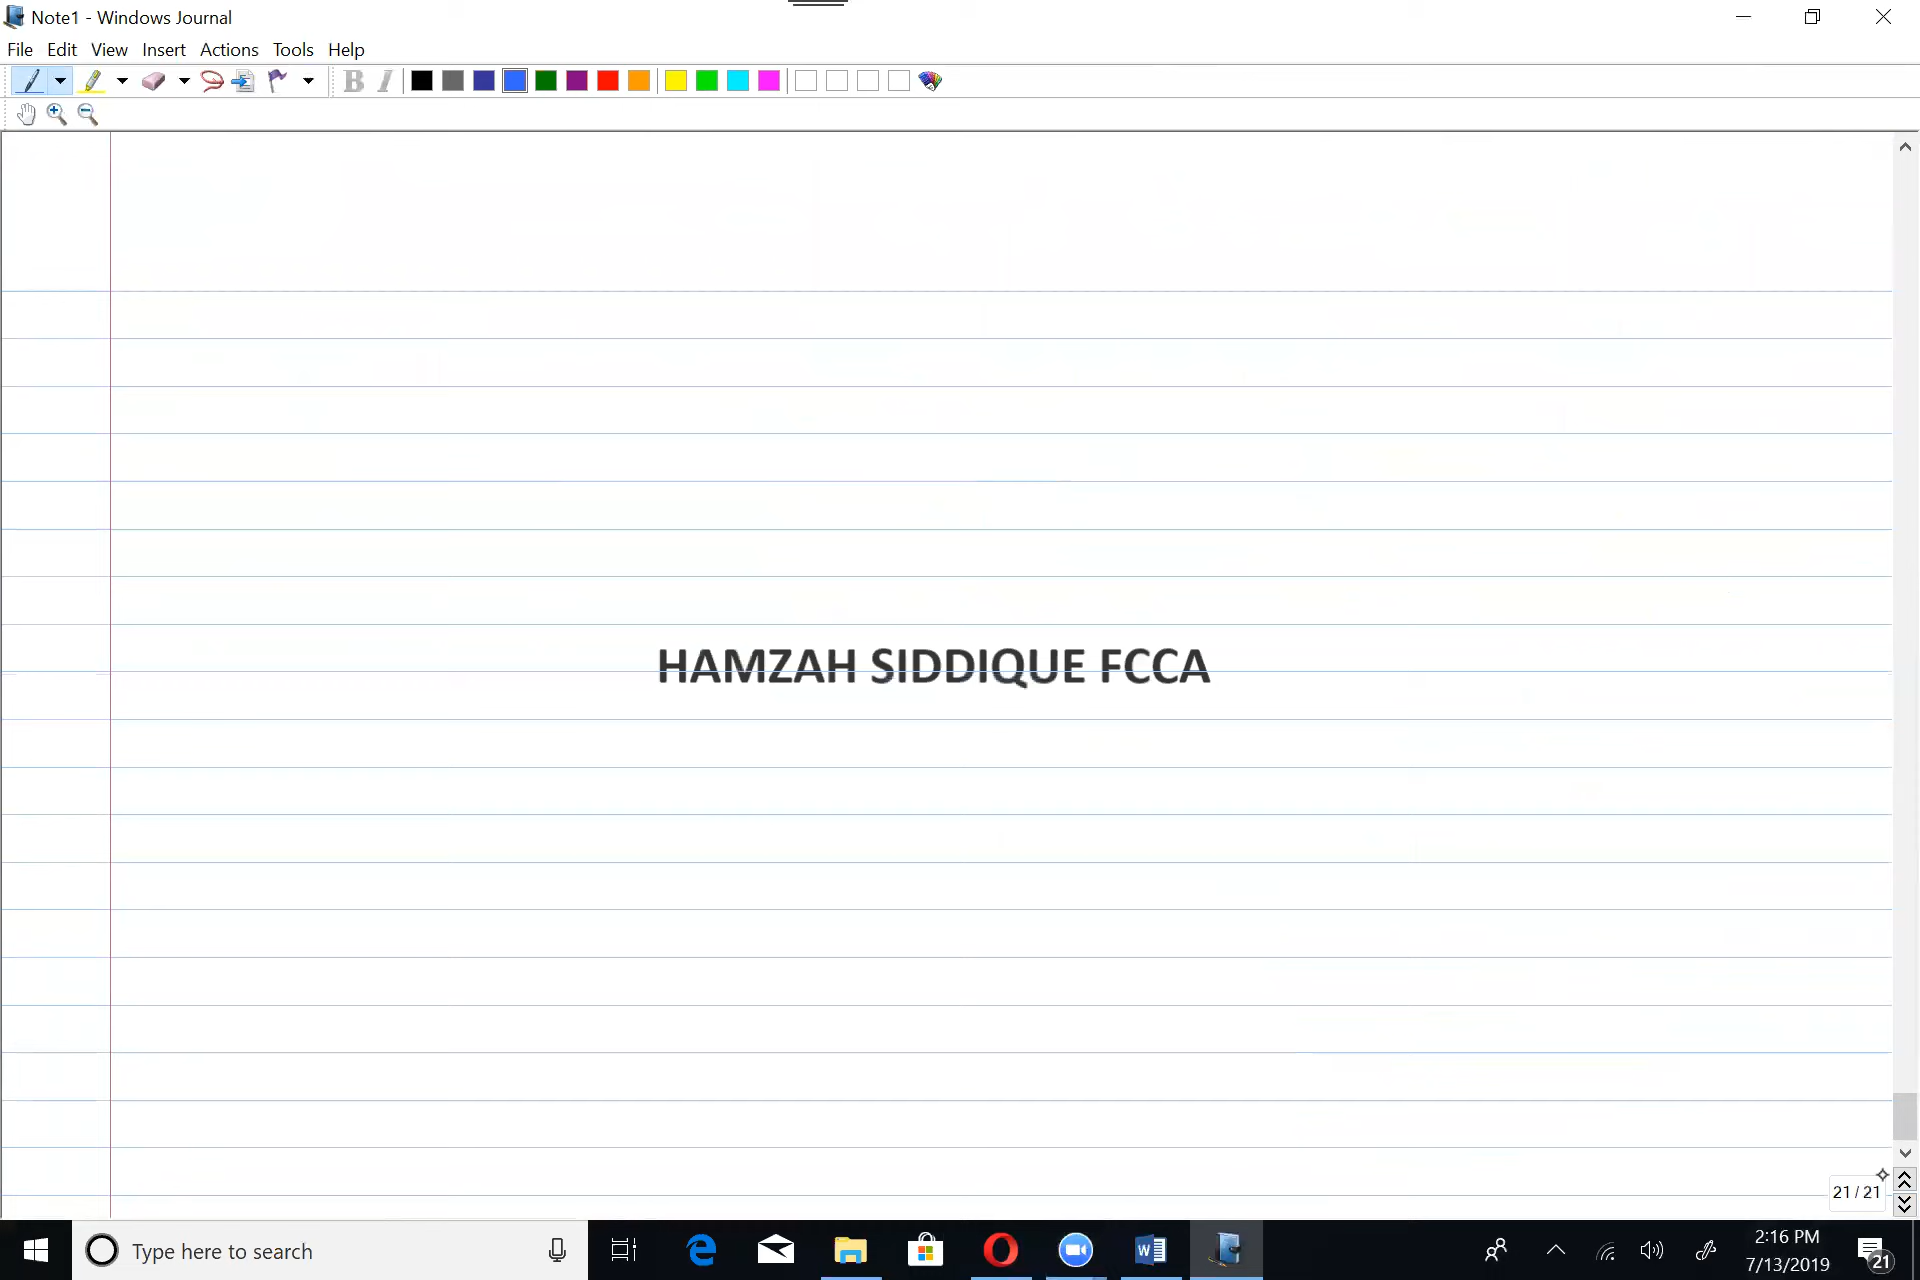 Note1 - Windows Journal
File Edit View Insert Actions Tools Help
B I
HAMZAH SIDDIQUE FCCA
21 / 21
Type here to search
2:16 PM
7/13/2019
21